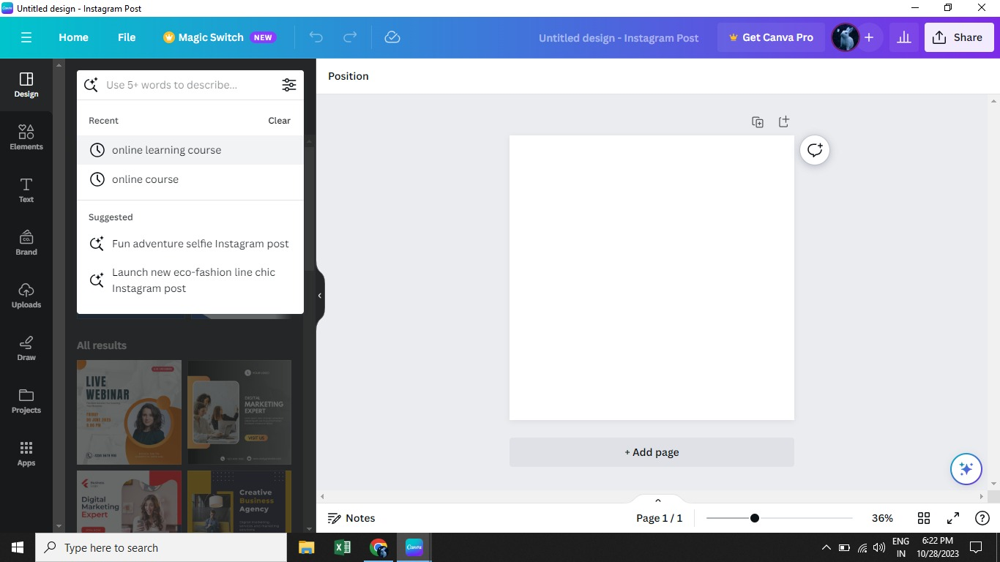 Untitled design - Instagram Post
Home
File
Magic Switch NEW
Untitled design - Instagram Post
Get Canva Pro
Share
Design
Elements
Text
CO.
Brand
Uploads
Draw
Projects
Apps
Use 5+ words to describe...
Recent
Clear
online learning course
online course
Suggested
Fun adventure selfie Instagram post
Launch new eco-fashion line chic
Instagram post
All results
LIVE
WEBINAR
DIGITAL
MARKETING
EXPERT
VISIT US
Digital
Marketing
Expert
Creative
Business
Agency
Position
+ Add page
Notes
Page 1 / 1
36%
Type here to search
Canva
ENG
IN
6:22 PM
10/28/2023